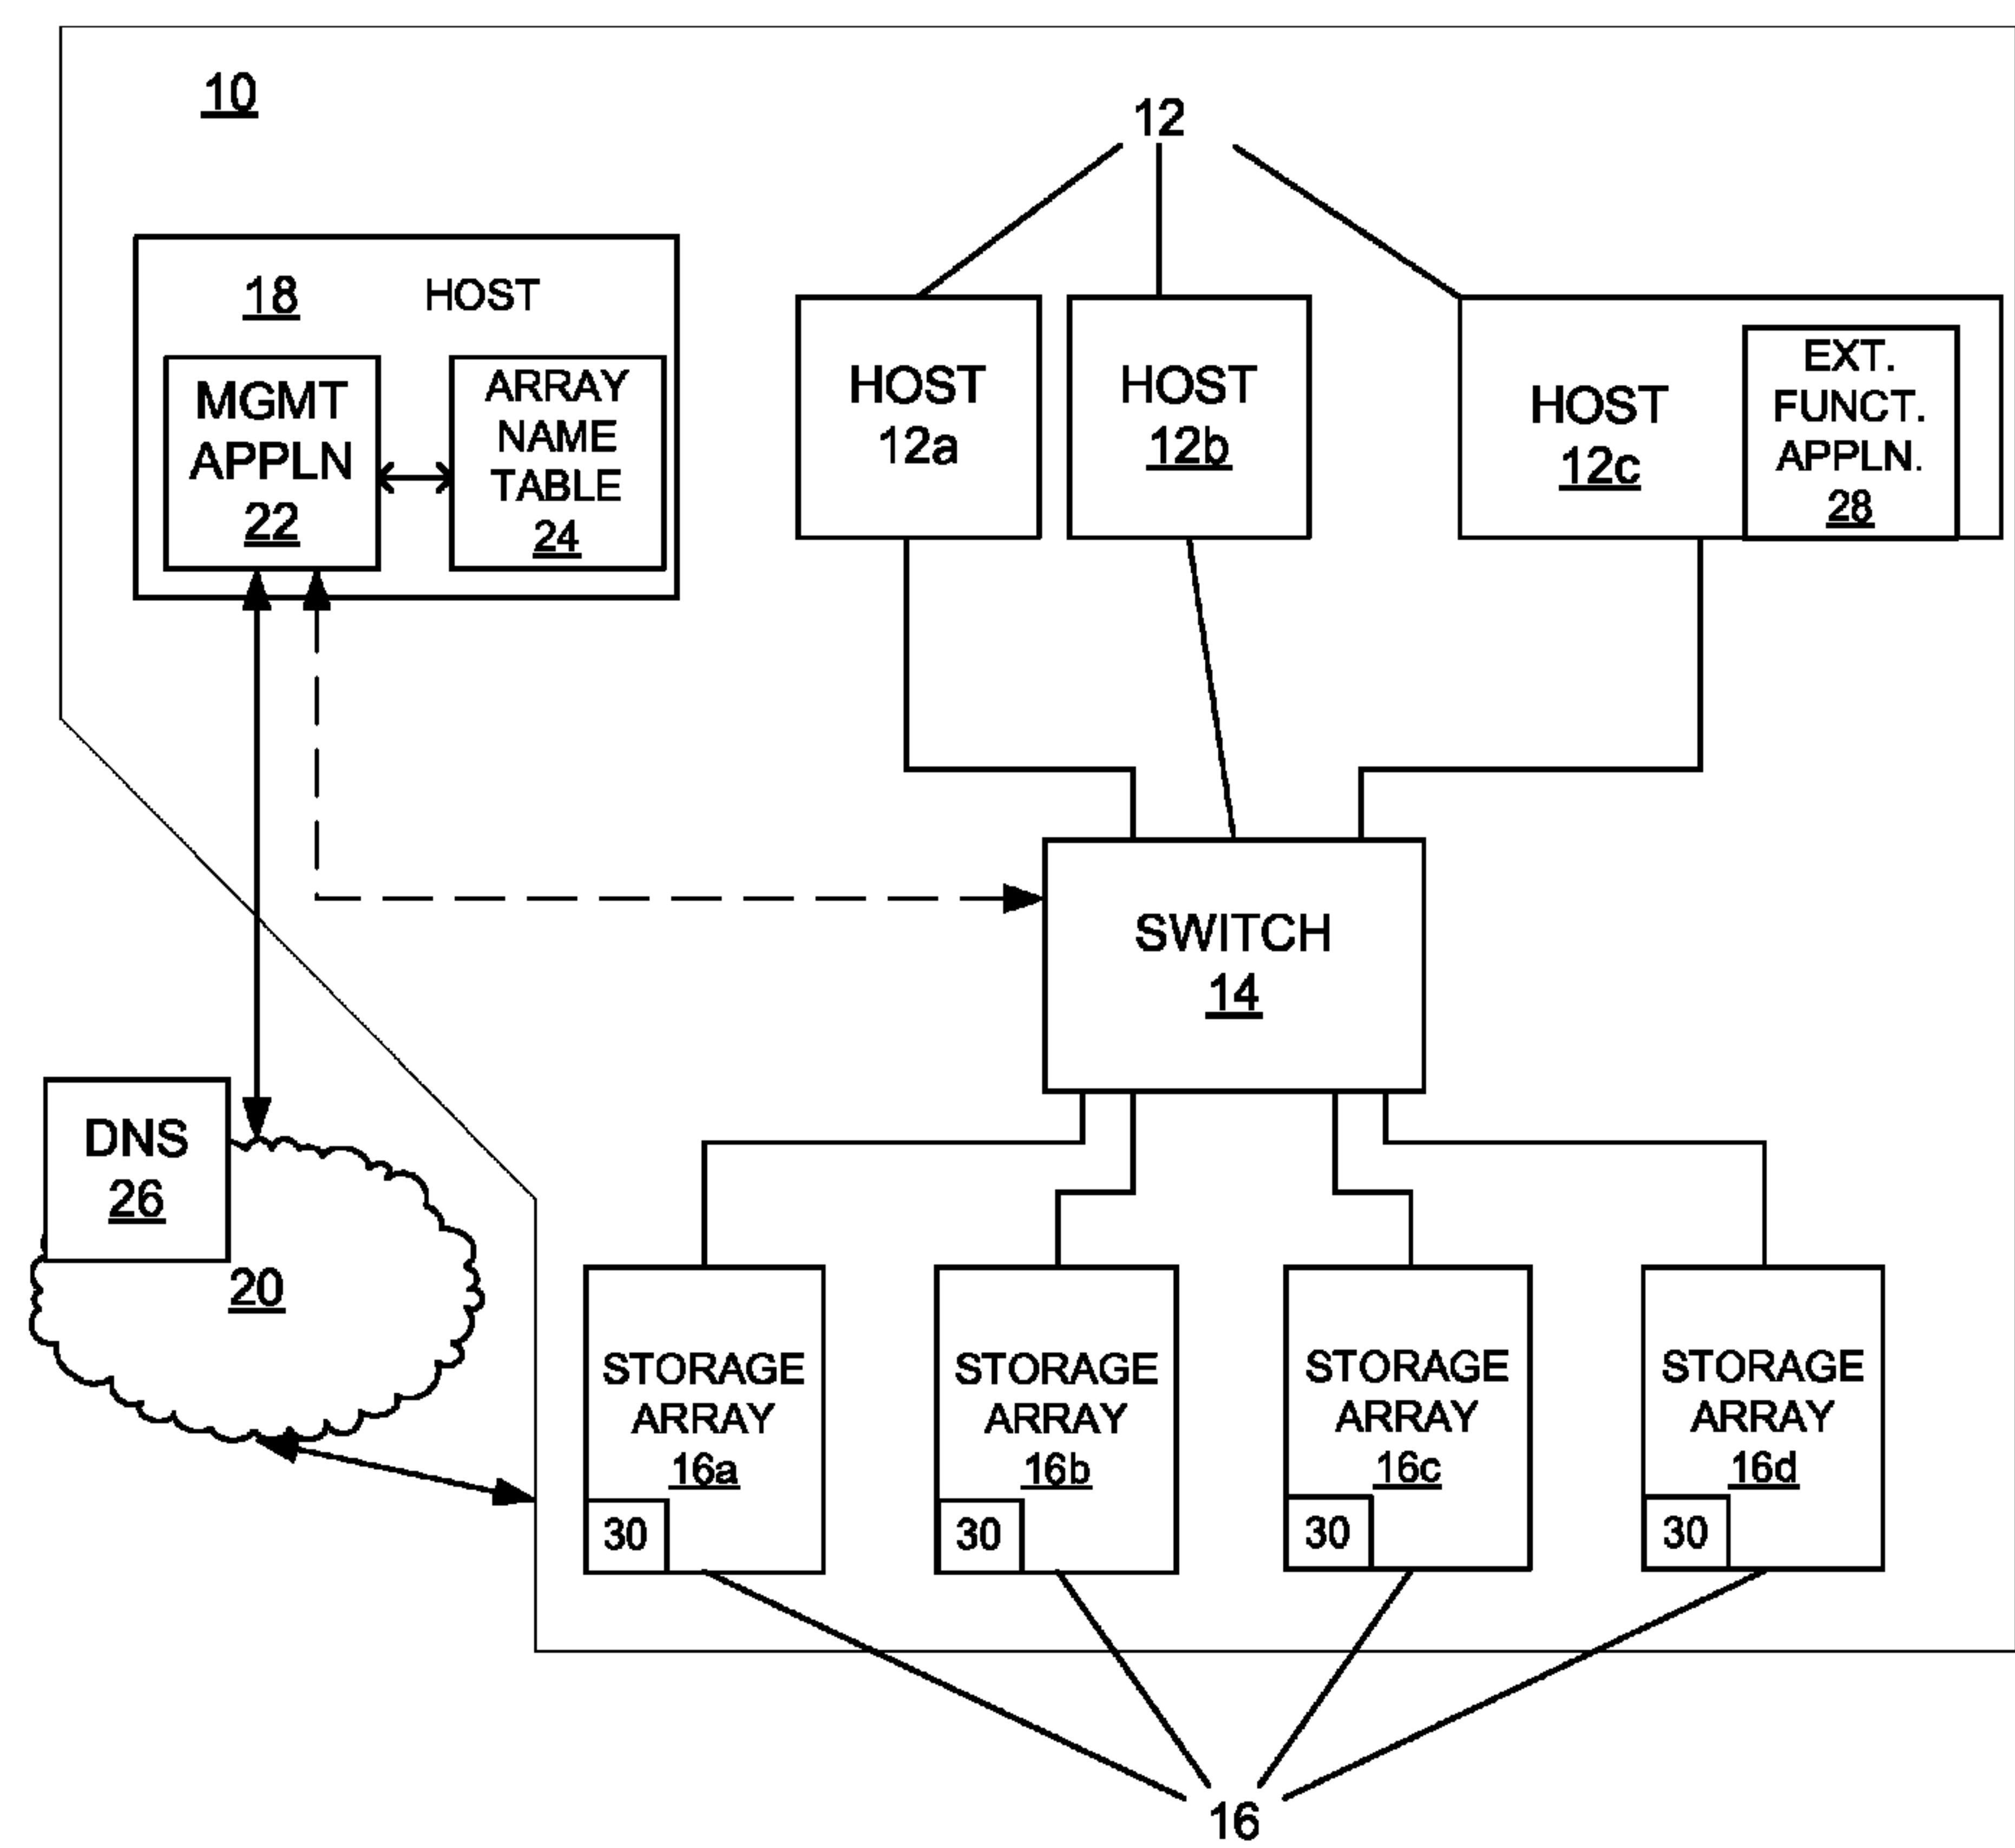 10
12
18 HOST
MGMT
APPLN
22
ARRAY
NAME
TABLE
24
HOST
12a
HOST
12b
HOST
12c
EXT.
FUNCT.
APPLN.
28
SWITCH
14
DNS
26
20
STORAGE
ARRAY
16a
30
STORAGE
ARRAY
16b
30
STORAGE
ARRAY
16c
30
STORAGE
ARRAY
16d
30
16